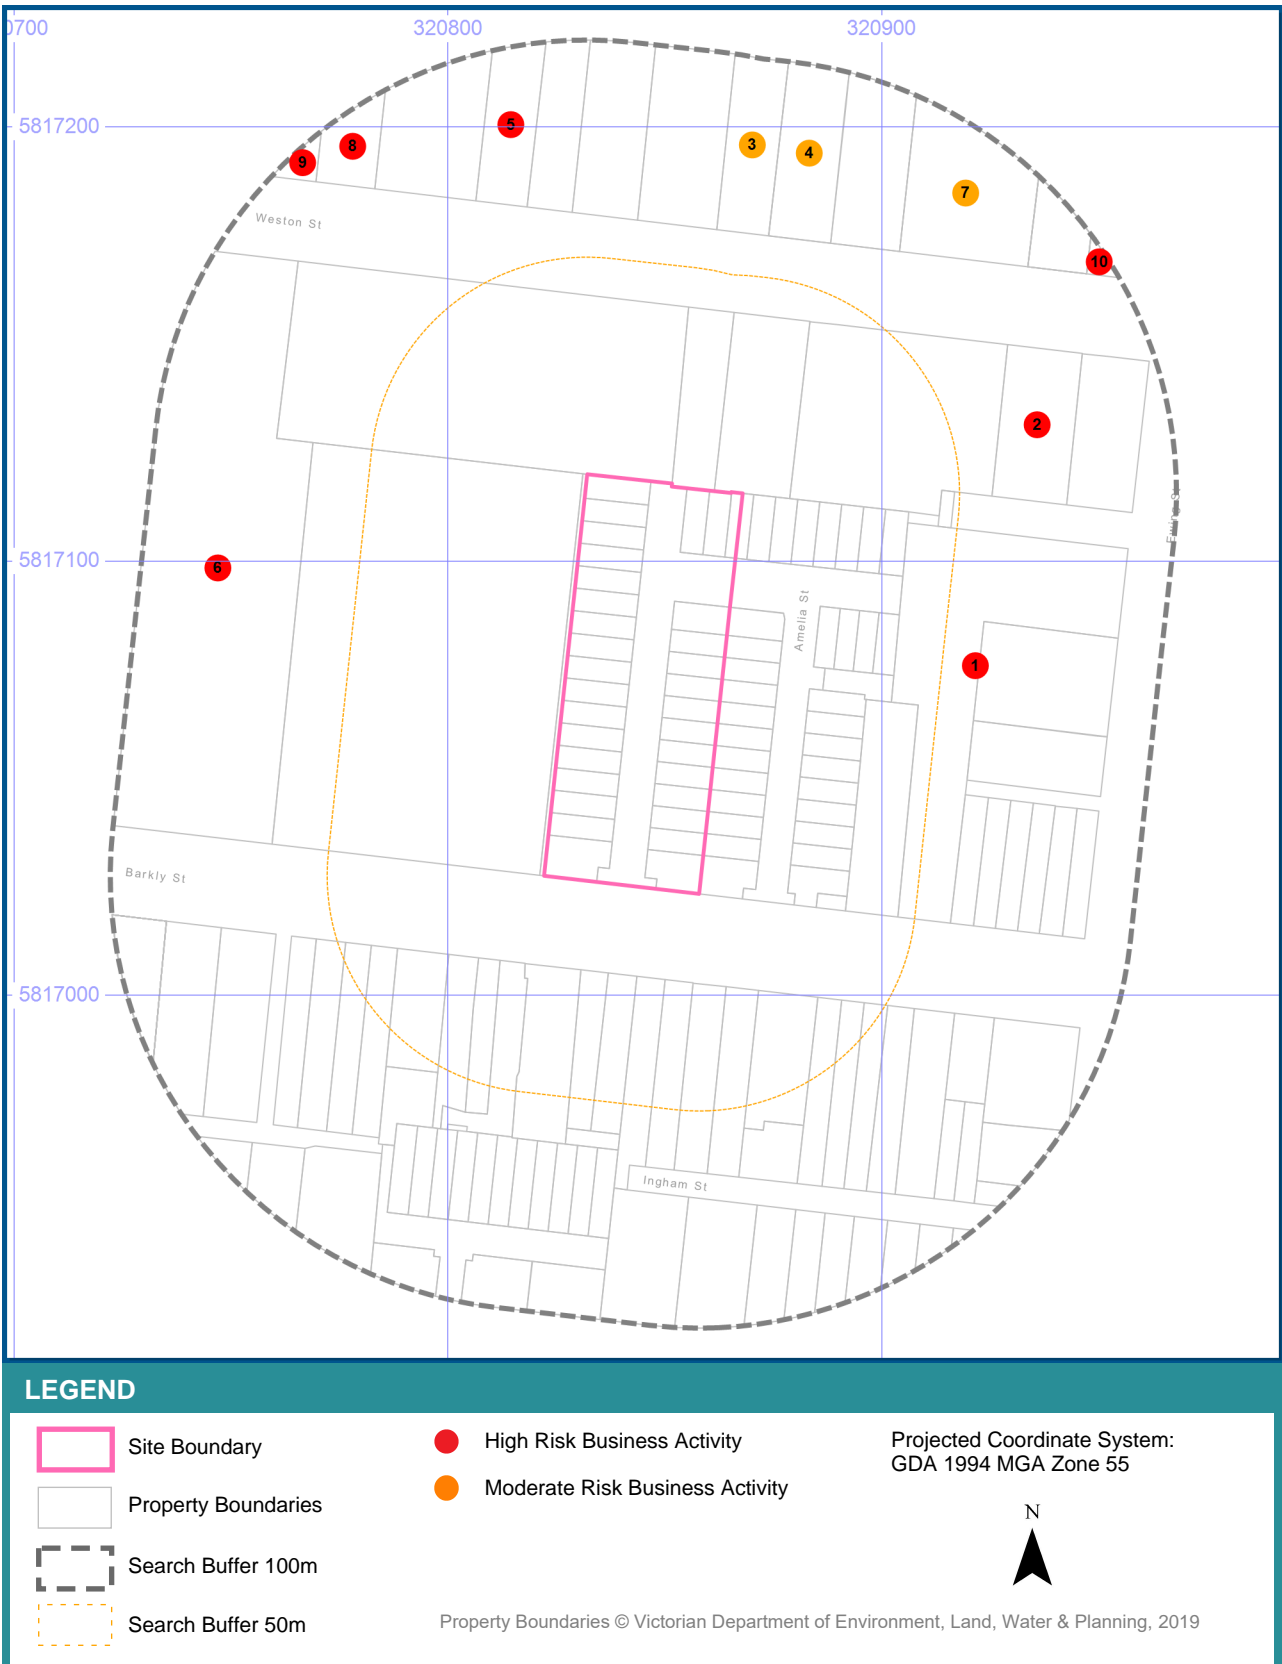 0700 320800 320900
5817200
5 3 4 8 9 7
Weston St
10
2
Ewing St
5817100
6
Amelia St
1
Barkly St
5817000
Ingham St
LEGEND
Site Boundary
Property Boundaries
Search Buffer 100m
Search Buffer 50m
High Risk Business Activity
Moderate Risk Business Activity
Projected Coordinate System:
GDA 1994 MGA Zone 55
N
Property Boundaries © Victorian Department of Environment, Land, Water & Planning, 2019